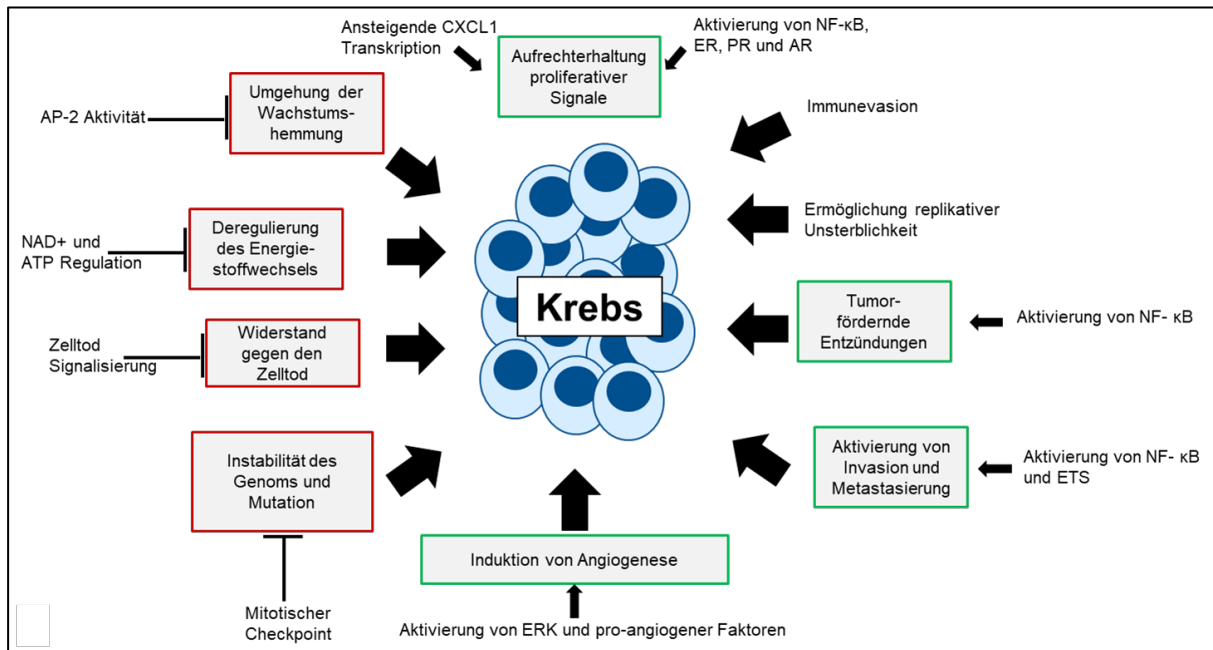 Ansteigende CXCL1
Transkription
Aufrechterhaltung
proliferativer
Signale
Aktivierung von NF-κB,
ER, PR und AR
AP-2 Aktivität
Umgehung der
Wachstums-
hemmung
Immunevasion
NAD+ und
ATP Regulation
Deregulierung
des Energie-
stoffwechsels
Ermöglichung replikativer
Unsterblichkeit
Krebs
Tumor-
fördernde
Entzündungen
Aktivierung von NF- κB
Zelltod
Signalisierung
Widerstand
gegen den
Zelltod
Instabilität des
Genoms und
Mutation
Aktivierung von
Invasion und
Metastasierung
Aktivierung von NF- κB
und ETS
Induktion von Angiogenese
Mitotischer
Checkpoint
Aktivierung von ERK und pro-angiogener Faktoren